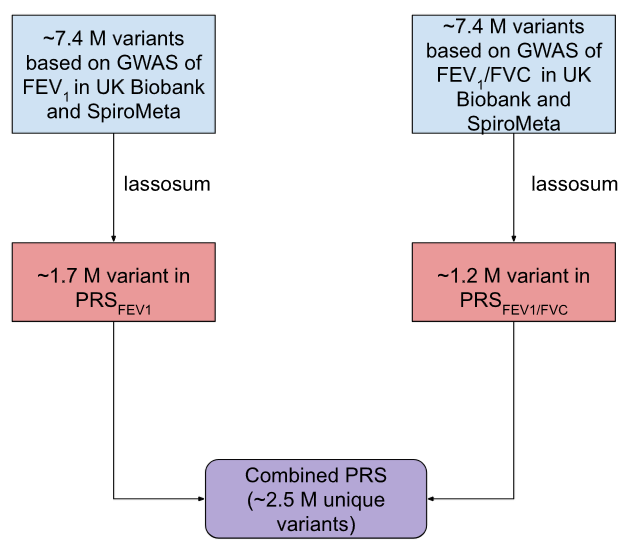 ~7.4 M variants
based on GWAS of
FEV1 in UK Biobank
and SpiroMeta
~7.4 M variants
based on GWAS of
FEV1/FVC in UK
Biobank and
SpiroMeta
lassosum
lassosum
~1.7 M variant in
PRSFEV1
~1.2 M variant in
PRSFEV1/FVC
Combined PRS
(~2.5 M unique
variants)